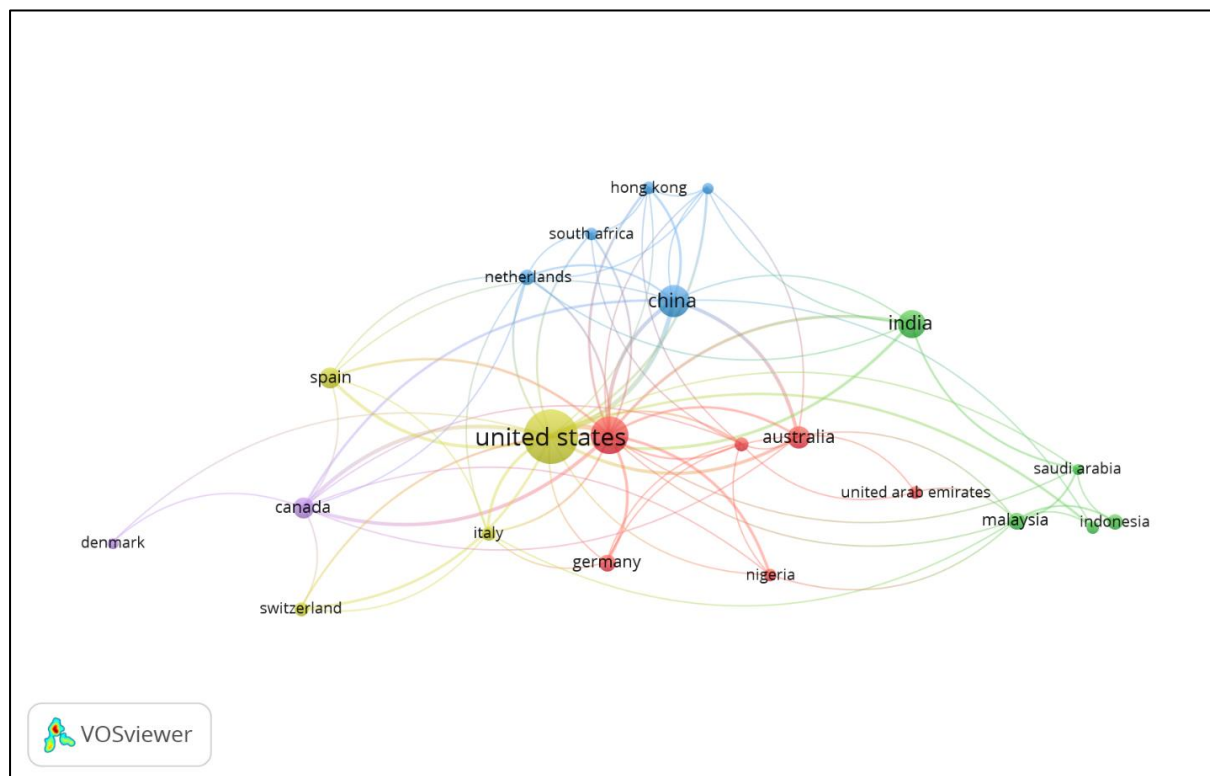 hong kong
south africa
netherlands
china
india
spain
united states
australia
saudi arabia
united arab emirates
canada
malaysia
indonesia
italy
denmark
germany
nigeria
switzerland
VOSviewer